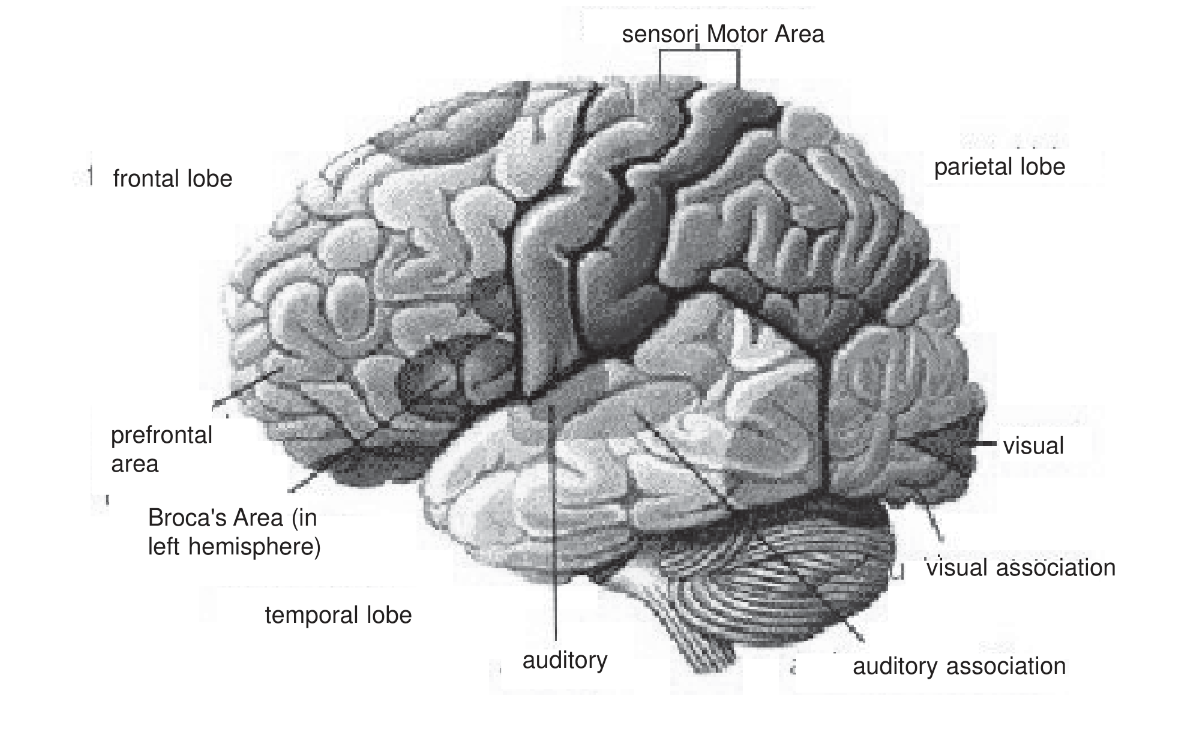 sensori Motor Area
frontal lobe
parietal lobe
prefrontal
area
visual
Broca's Area (in
left hemisphere)
visual association
temporal lobe
auditory
auditory association